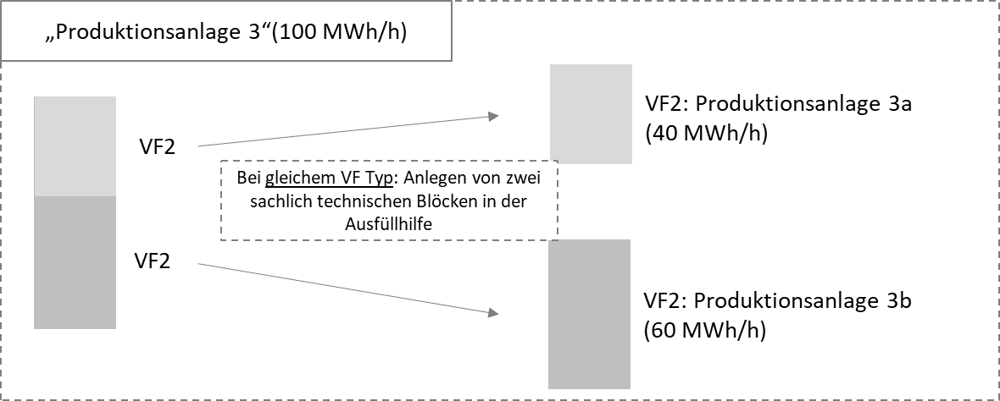 „Produktionsanlage 3“(100 MWh/h)
VF2
VF2: Produktionsanlage 3a
(40 MWh/h)
Bei gleichem VF Typ: Anlegen von zwei
sachlich technischen Blöcken in der
Ausfüllhilfe
VF2
VF2: Produktionsanlage 3b
(60 MWh/h)